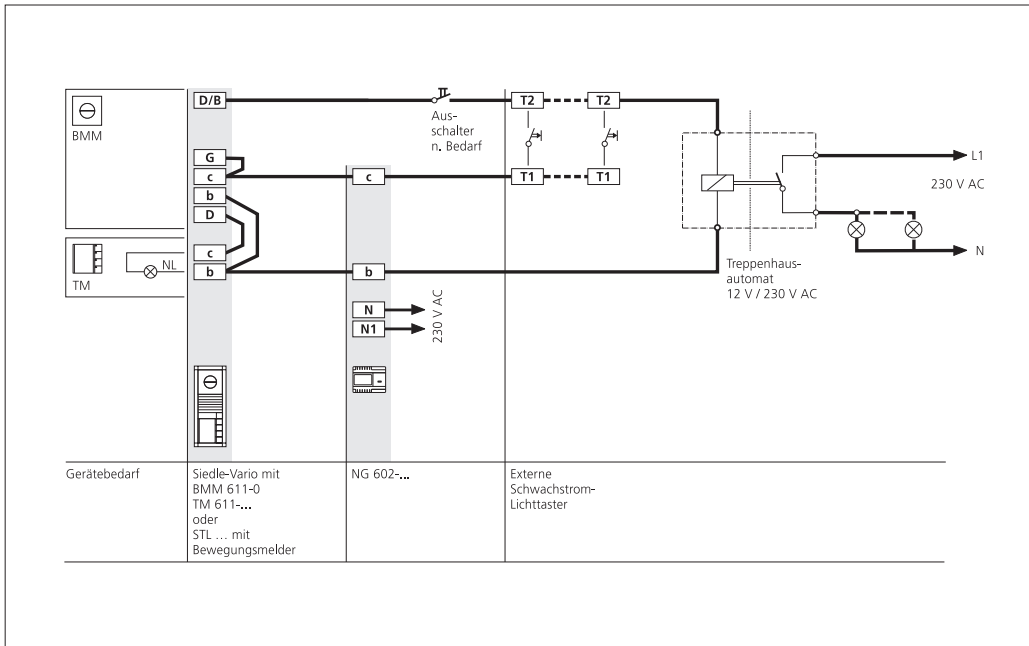 BMM
D/B
G
c
b
D
c
b
TM
NL
Aus-
schalter
n. Bedarf
T2
T2
T1
T1
c
b
N
N1
230 V AC
L1
230 V AC
N
Treppenhaus-
automat
12 V / 230 V AC
Gerätebedarf
Siedle-Vario mit
BMM 611-0
TM 611-...
oder
STL … mit
Bewegungsmelder
NG 602-...
Externe
Schwachstrom-
Lichttaster